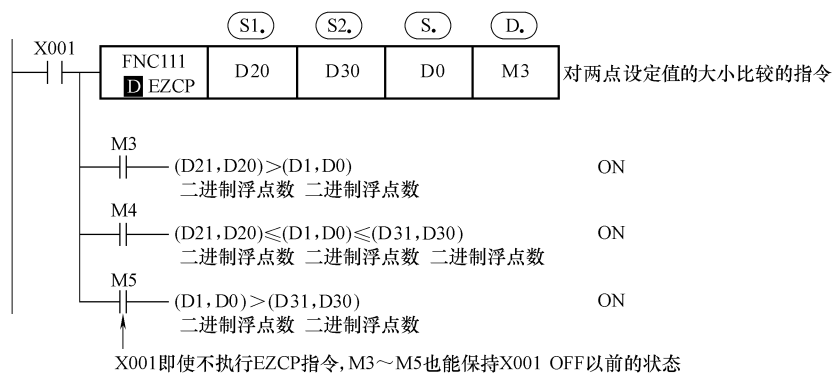 S1. S2. S. D.
X001
FNC111 D20 D30 D0 M3 对两点设定值的大小比较的指令
D EZCP
M3
(D21,D20)>(D1,D0) ON
二进制浮点数 二进制浮点数
M4
(D21,D20)≤(D1,D0)≤(D31,D30) ON
二进制浮点数 二进制浮点数 二进制浮点数
M5
(D1,D0)>(D31,D30) ON
二进制浮点数 二进制浮点数
X001即使不执行EZCP指令,M3～M5也能保持X001 OFF以前的状态